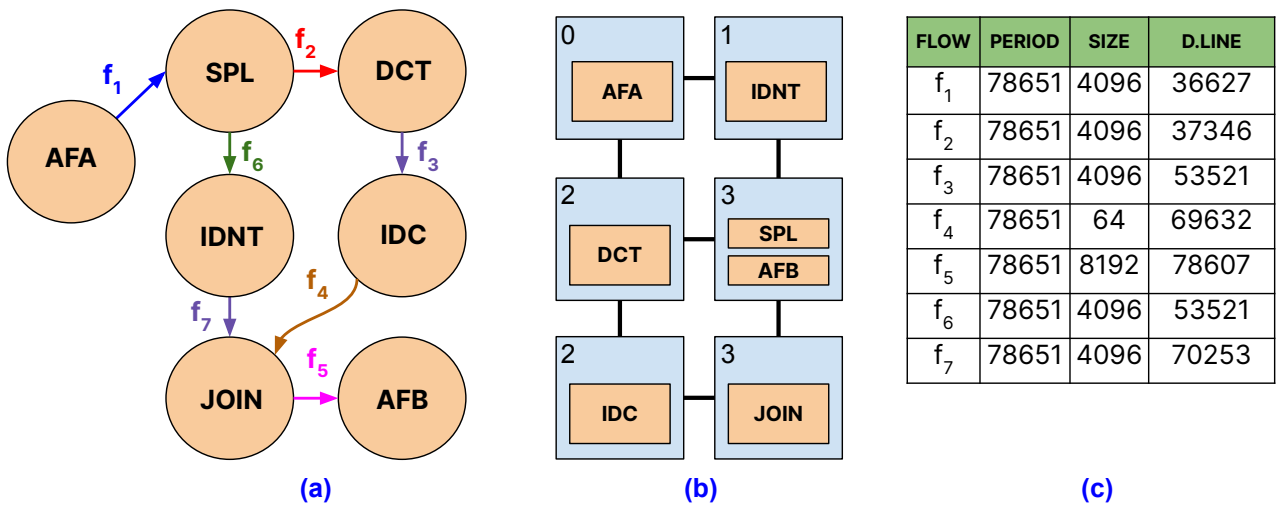 f1
AFA
SPL
f2
DCT
f6
f3
IDNT
IDC
f7
f4
JOIN
f5
AFB
(a)
0
AFA
1
IDNT
2
DCT
3
SPL
AFB
2
IDC
3
JOIN
(b)
FLOW PERIOD SIZE D.LINE
f1 78651 4096 36627
f2 78651 4096 37346
f3 78651 4096 53521
f4 78651 64 69632
f5 78651 8192 78607
f6 78651 4096 53521
f7 78651 4096 70253
(c)